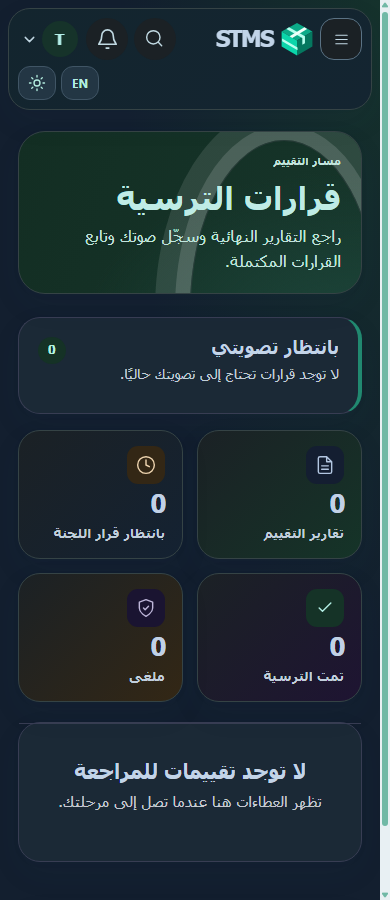 STMS
T
EN
مسار التقييم
قرارات الترسية
راجع التقارير النهائية وسجّل صوتك وتابع
القرارات المكتملة.
بانتظار تصويتي
0
لا توجد قرارات تحتاج إلى تصويتك حاليًا.
0
تقارير التقييم
0
بانتظار قرار اللجنة
0
تمت الترسية
0
ملغى
لا توجد تقييمات للمراجعة
تظهر العطاءات هنا عندما تصل إلى مرحلتك.